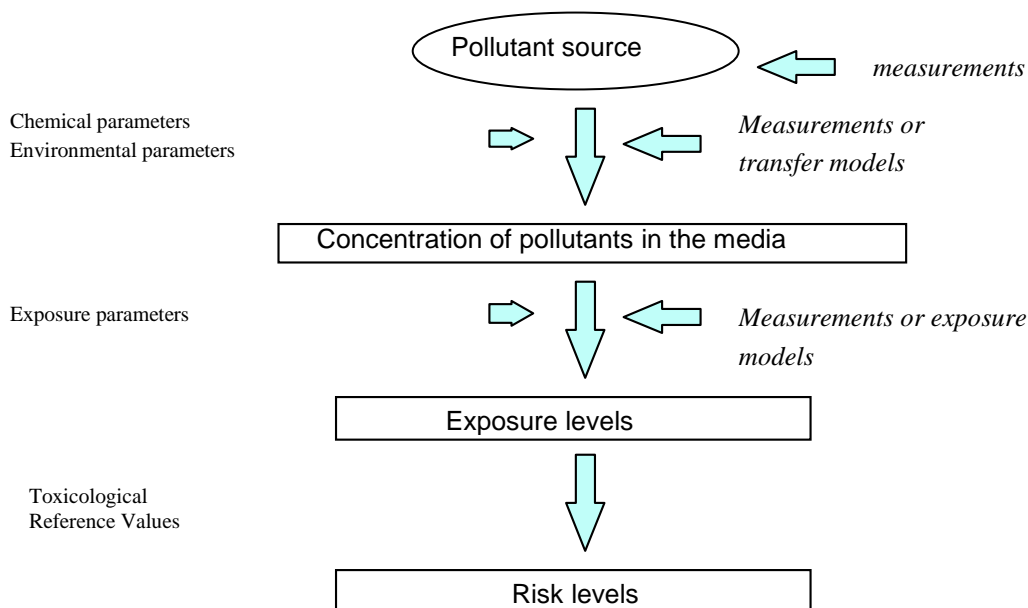 Pollutant source
measurements
Chemical parameters
Environmental parameters
Measurements or
transfer models
Concentration of pollutants in the media
Exposure parameters
Measurements or exposure
models
Exposure levels
Toxicological
Reference Values
Risk levels